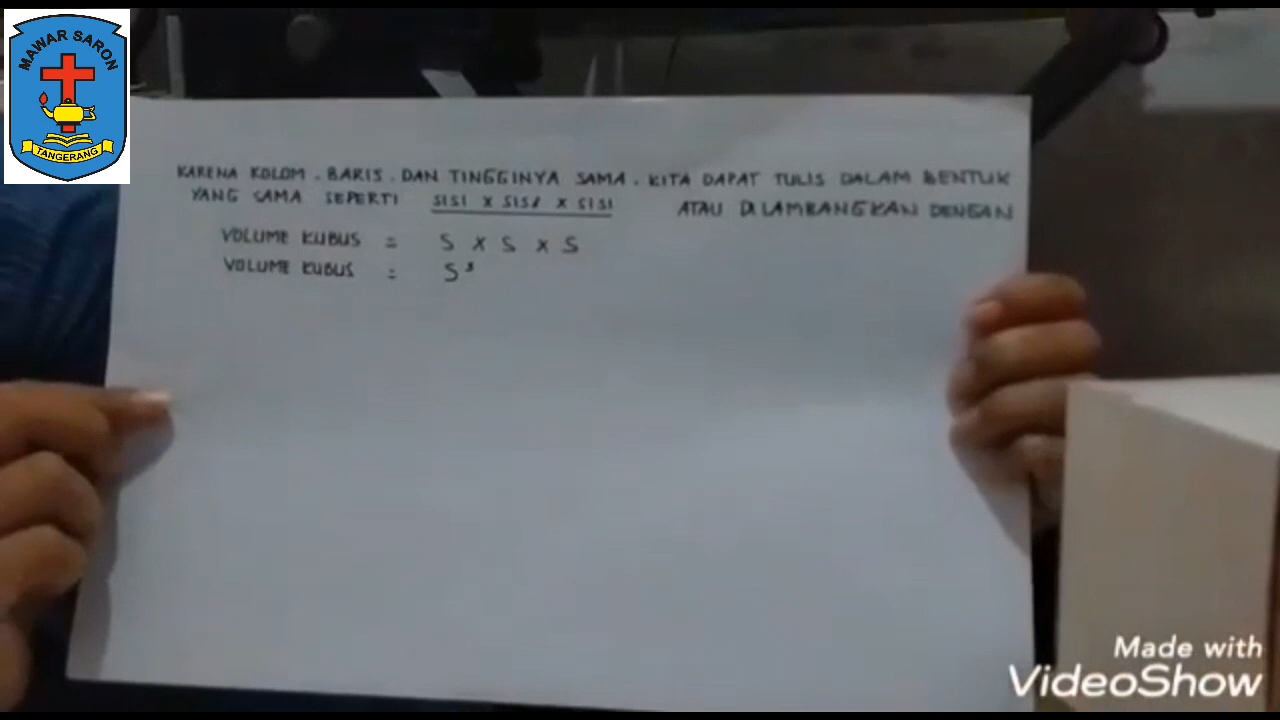 MAWAR SARON
TANGERANG
KARENA KOLOM . BARIS . DAN TINGGINYA SAMA . KITA DAPAT TULIS DALAM BENTUK
YANG SAMA SEPERTI SISI X SISI X SISI ATAU DILAMBANGKAN DENGAN
VOLUME KUBUS = S X S X S
VOLUME KUBUS = S³
Made with
VideoShow